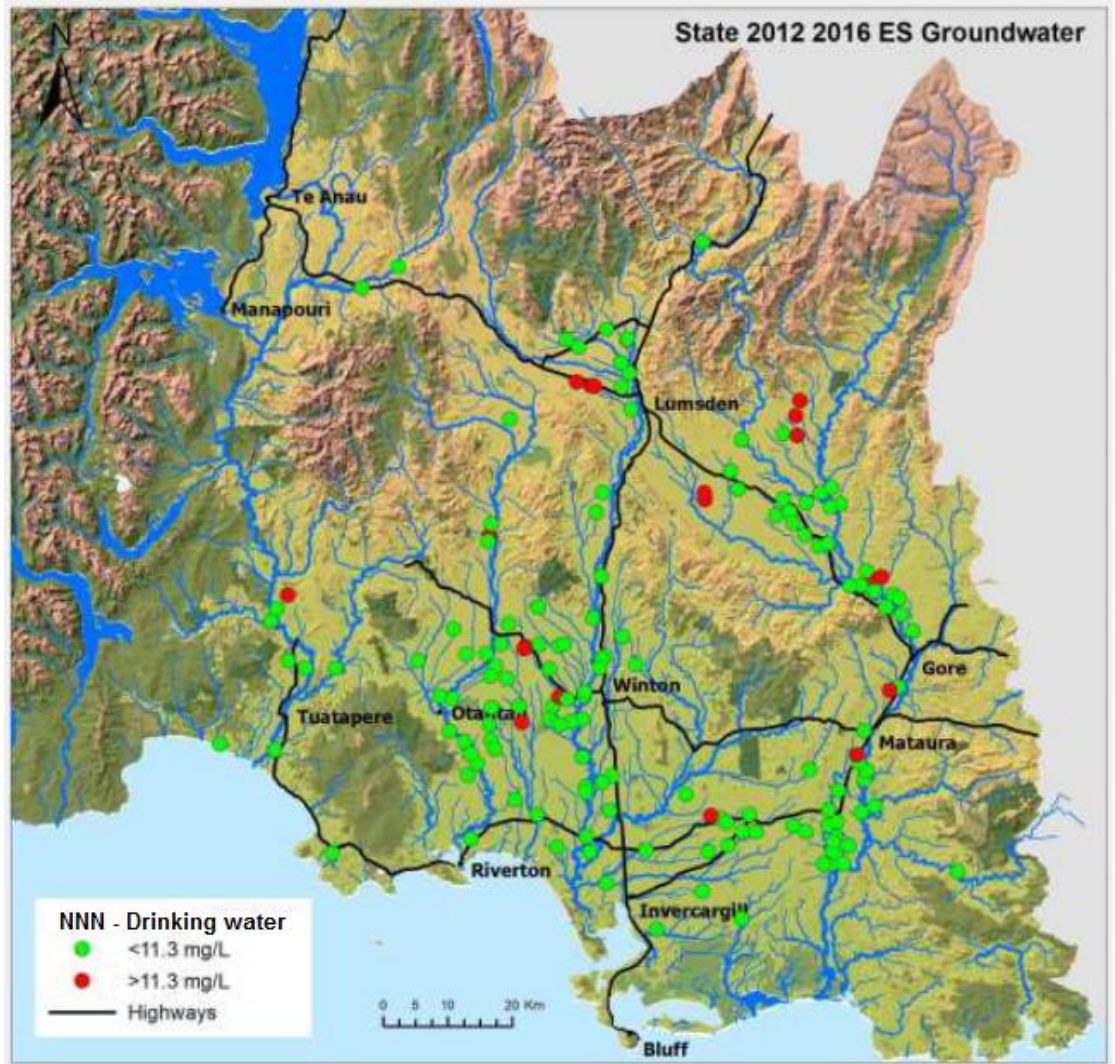 State 2012 2016 ES Groundwater
N
Te Anau
Manapouri
Lumsden
Gore
Winton
Tuatapere
Mataura
Riverton
Invercargill
NNN - Drinking water
<11.3 mg/L
>11.3 mg/L
Highways
0 5 10 20 Km
Bluff